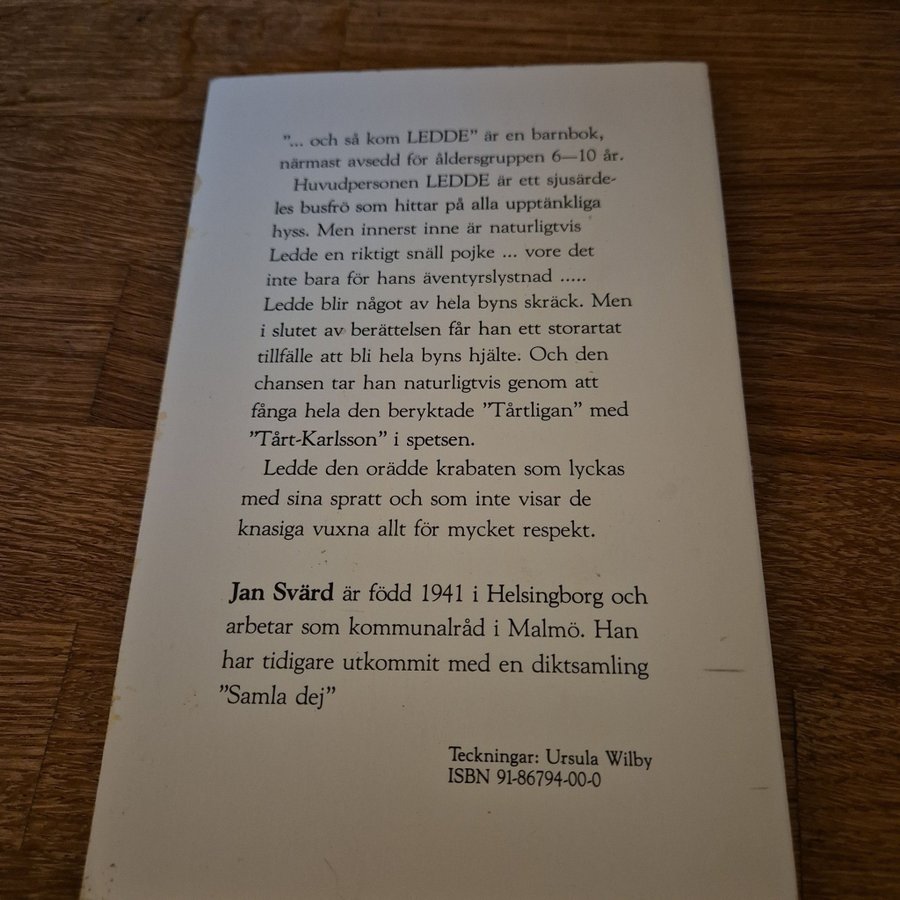 "... och så kom LEDDE" är en barnbok,
närmast avsedd för åldersgruppen 6—10 år.
Huvudpersonen LEDDE är ett sjusärde-
les busfrö som hittar på alla upptänkliga
hyss. Men innerst inne är naturligtvis
Ledde en riktigt snäll pojke ... vore det
inte bara för hans äventyrslystnad .....
Ledde blir något av hela byns skräck. Men
i slutet av berättelsen får han ett storartat
tillfälle att bli hela byns hjälte. Och den
chansen tar han naturligtvis genom att
fånga hela den beryktade "Tårtligan" med
"Tårt-Karlsson" i spetsen.
Ledde den orädde krabaten som lyckas
med sina spratt och som inte visar de
knasiga vuxna allt för mycket respekt.
Jan Svärd är född 1941 i Helsingborg och
arbetar som kommunalråd i Malmö. Han
har tidigare utkommit med en diktsamling
"Samla dej"
Teckningar: Ursula Wilby
ISBN 91-86794-00-0